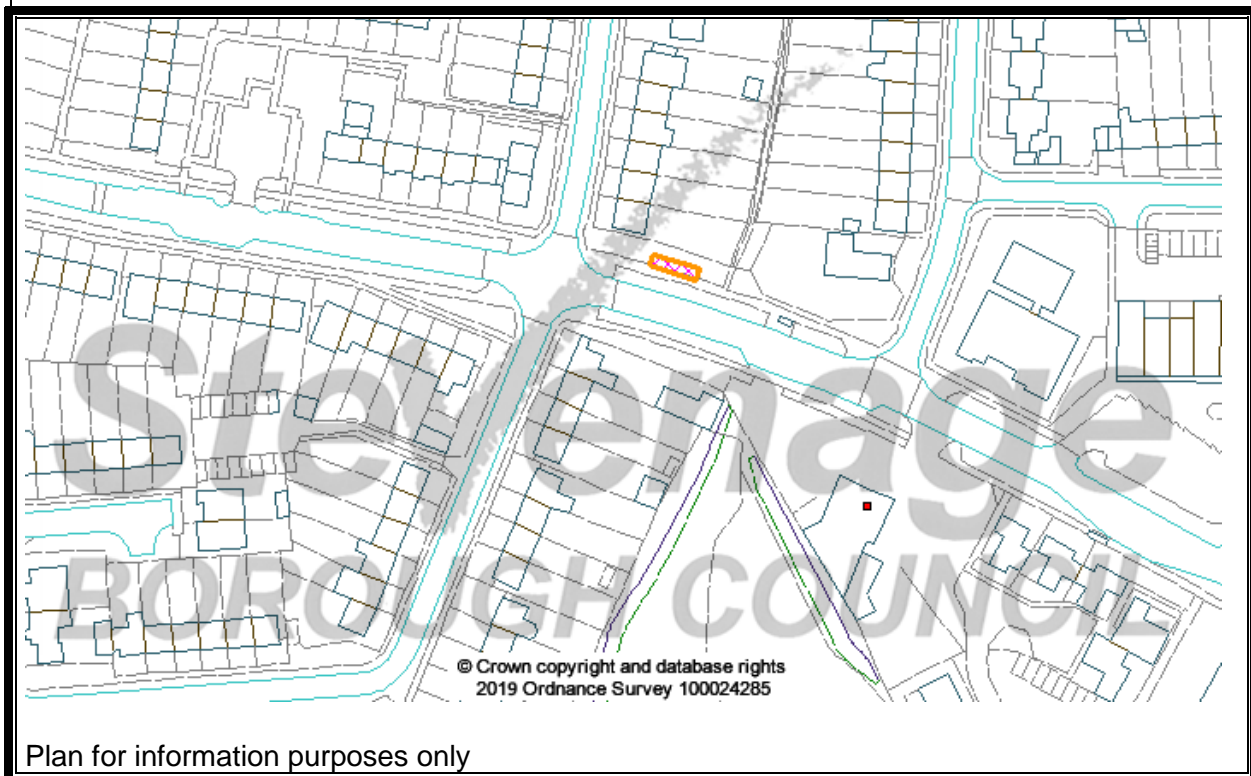 Stevenage
BOROUGH COUNCIL
© Crown copyright and database rights
2019 Ordnance Survey 100024285
Plan for information purposes only